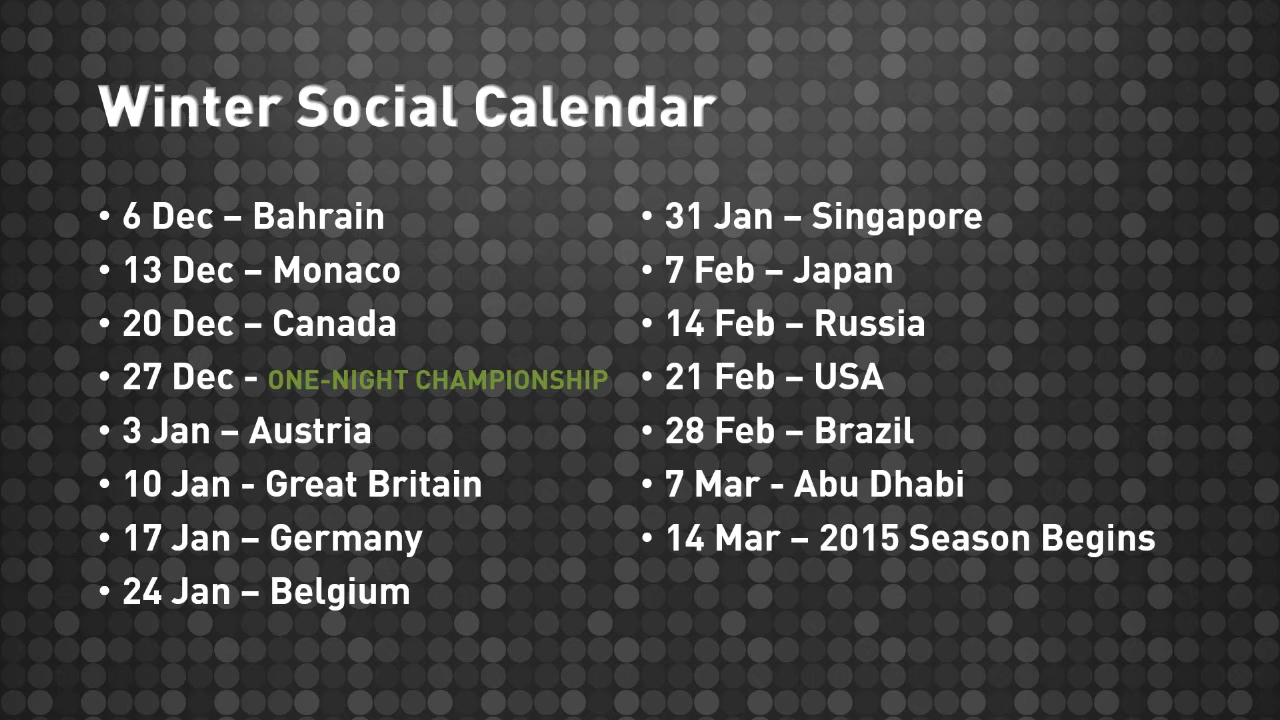 Winter Social Calendar
• 6 Dec – Bahrain
• 13 Dec – Monaco
• 20 Dec – Canada
• 27 Dec - ONE-NIGHT CHAMPIONSHIP
• 3 Jan – Austria
• 10 Jan - Great Britain
• 17 Jan – Germany
• 24 Jan – Belgium
• 31 Jan – Singapore
• 7 Feb – Japan
• 14 Feb – Russia
• 21 Feb – USA
• 28 Feb – Brazil
• 7 Mar - Abu Dhabi
• 14 Mar – 2015 Season Begins